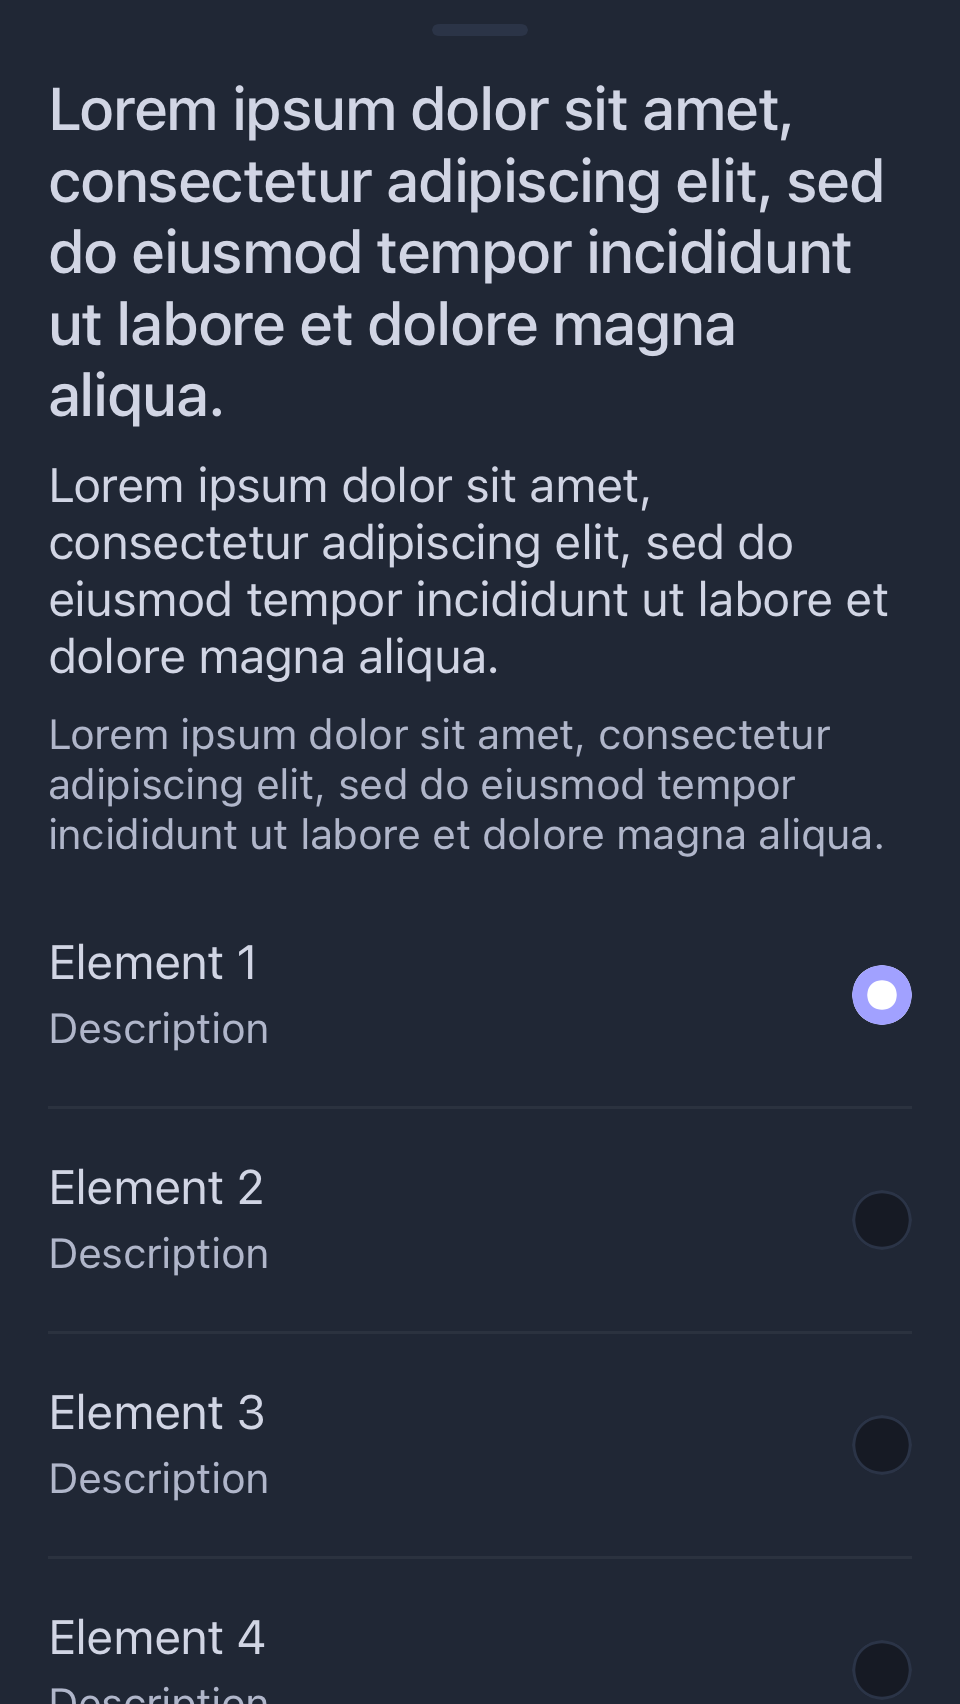 Lorem ipsum dolor sit amet,
consectetur adipiscing elit, sed
do eiusmod tempor incididunt
ut labore et dolore magna
aliqua.
Lorem ipsum dolor sit amet,
consectetur adipiscing elit, sed do
eiusmod tempor incididunt ut labore et
dolore magna aliqua.
Lorem ipsum dolor sit amet, consectetur
adipiscing elit, sed do eiusmod tempor
incididunt ut labore et dolore magna aliqua.
Element 1
Description
Element 2
Description
Element 3
Description
Element 4
Description